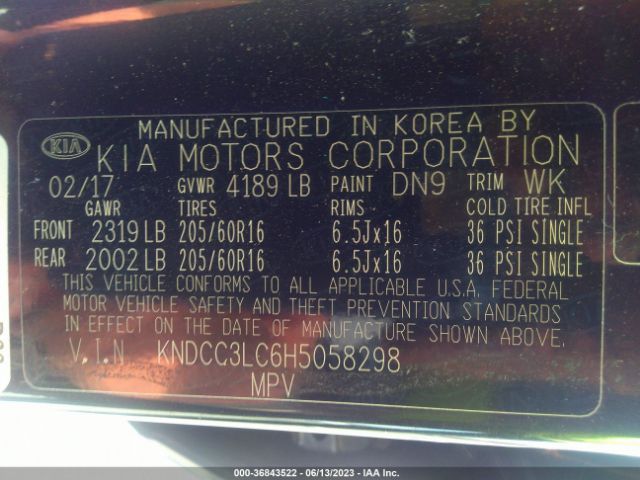 MANUFACTURED IN KOREA BY
KIA KIA MOTORS CORPORATION
02/17 GVWR 4189 LB PAINT DN9 TRIM WK
GAWR TIRES RIMS COLD TIRE INFL
FRONT 2319 LB 205/60R16 6.5Jx16 36 PSI SINGLE
REAR 2002 LB 205/60R16 6.5Jx16 36 PSI SINGLE
THIS VEHICLE CONFORMS TO ALL APPLICABLE U.S.A. FEDERAL
MOTOR VEHICLE SAFETY AND THEFT PREVENTION STANDARDS
IN EFFECT ON THE DATE OF MANUFACTURE SHOWN ABOVE.
V.I.N. KNDCC3LC6H5058298
MPV
000-36843522 - 06/13/2023 - IAA Inc.